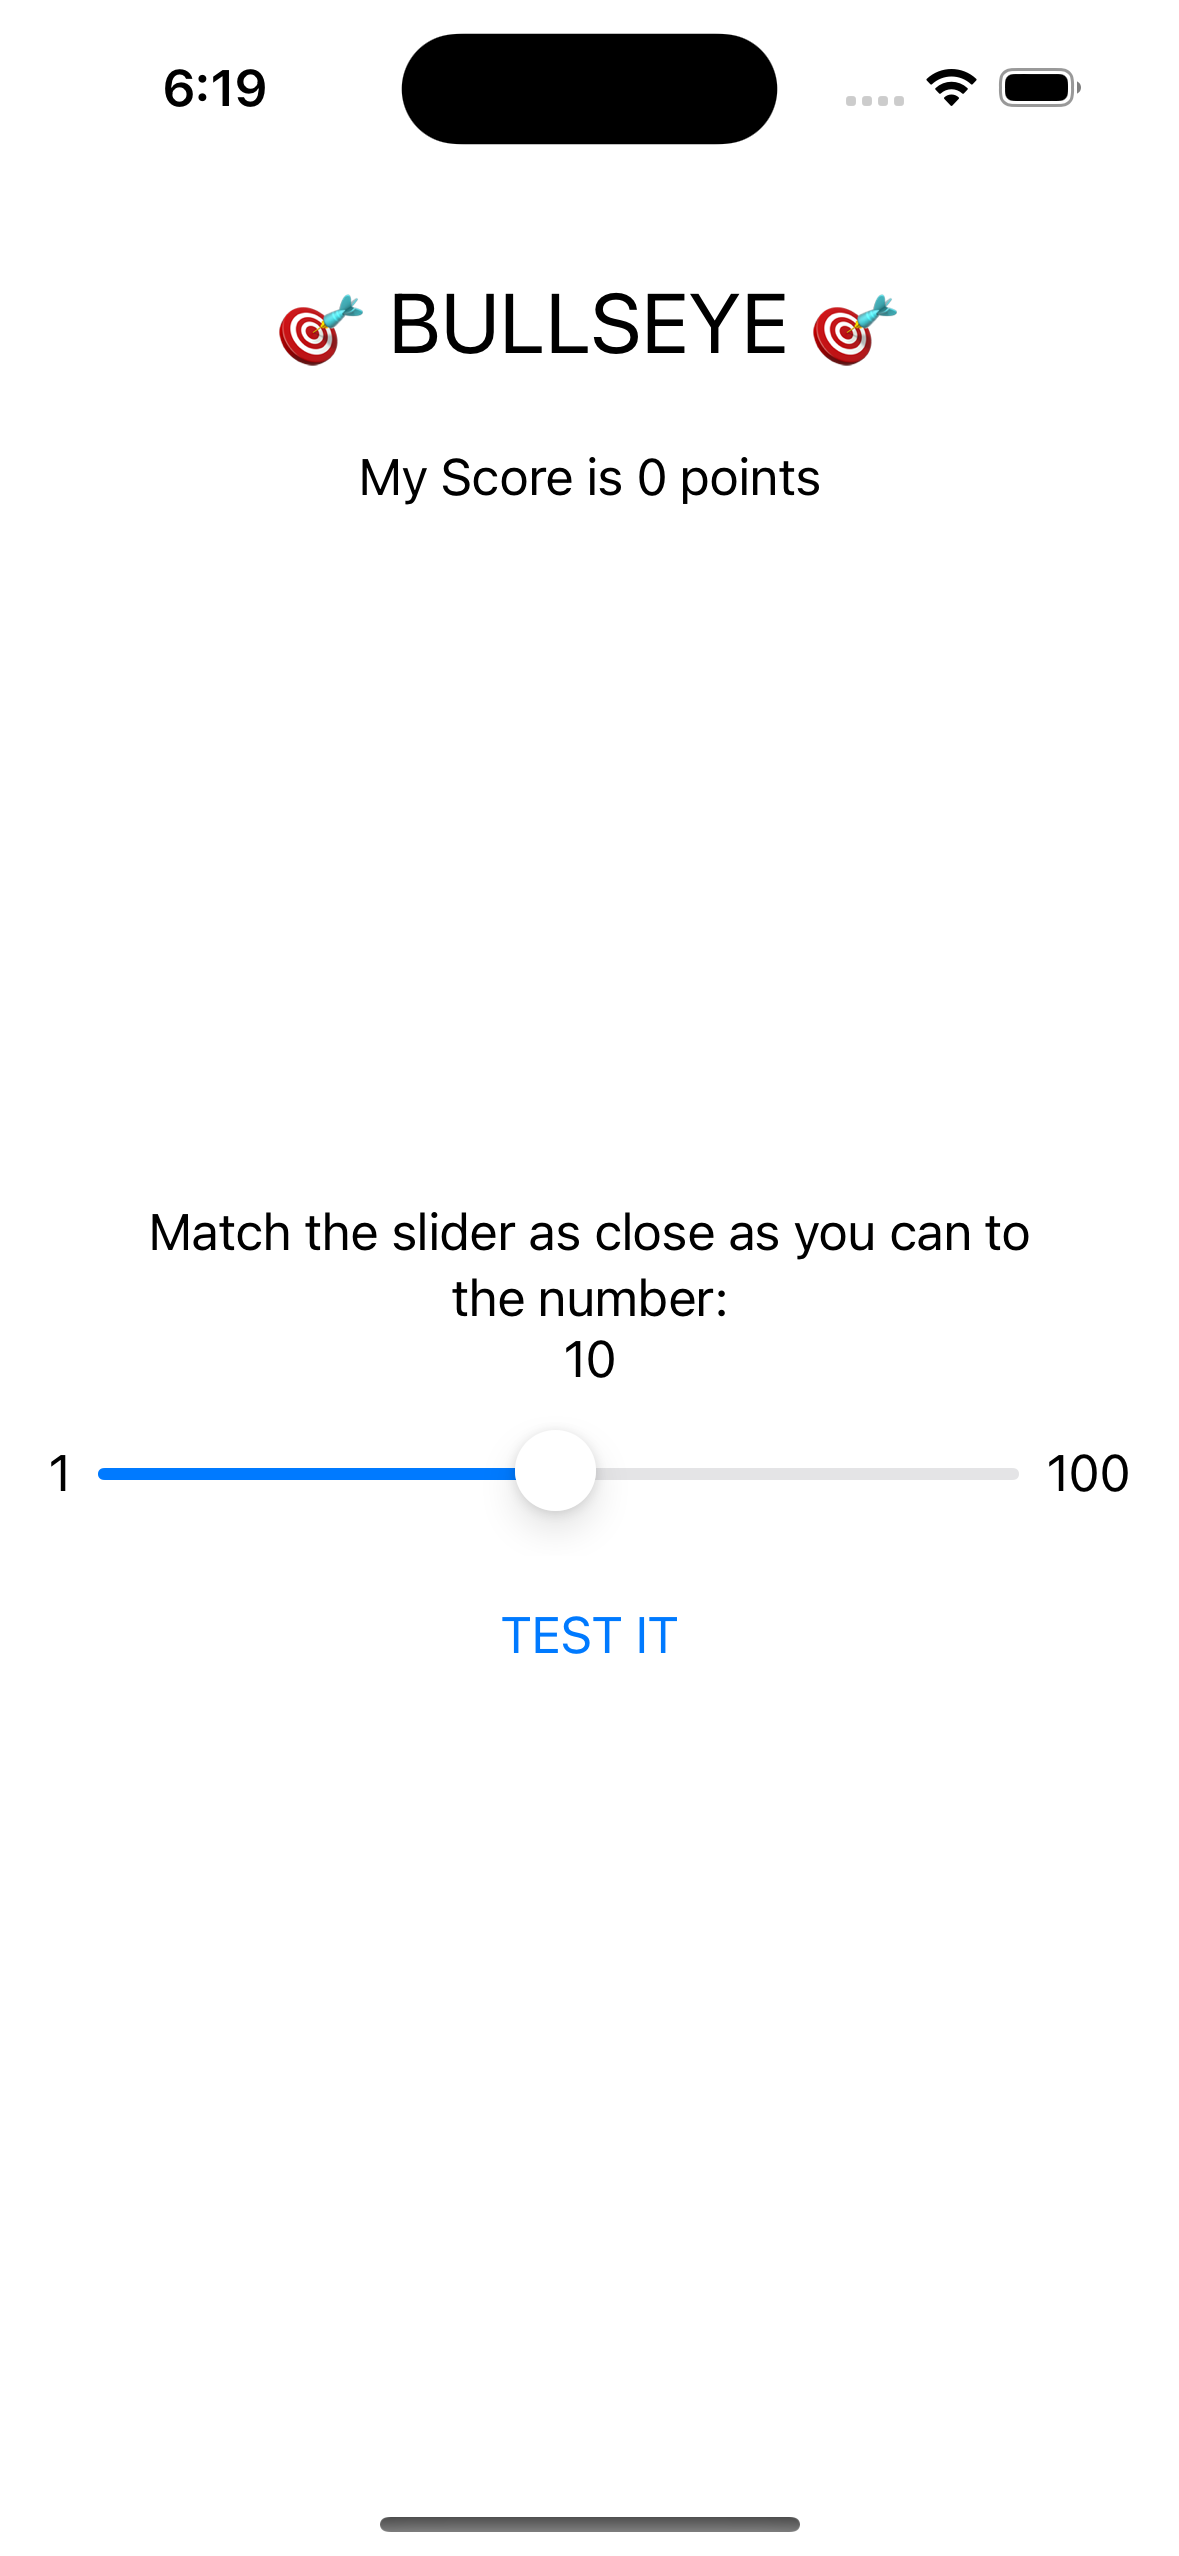 6:19
🎯 BULLSEYE 🎯
My Score is 0 points
Match the slider as close as you can to
the number:
10
1 100
TEST IT